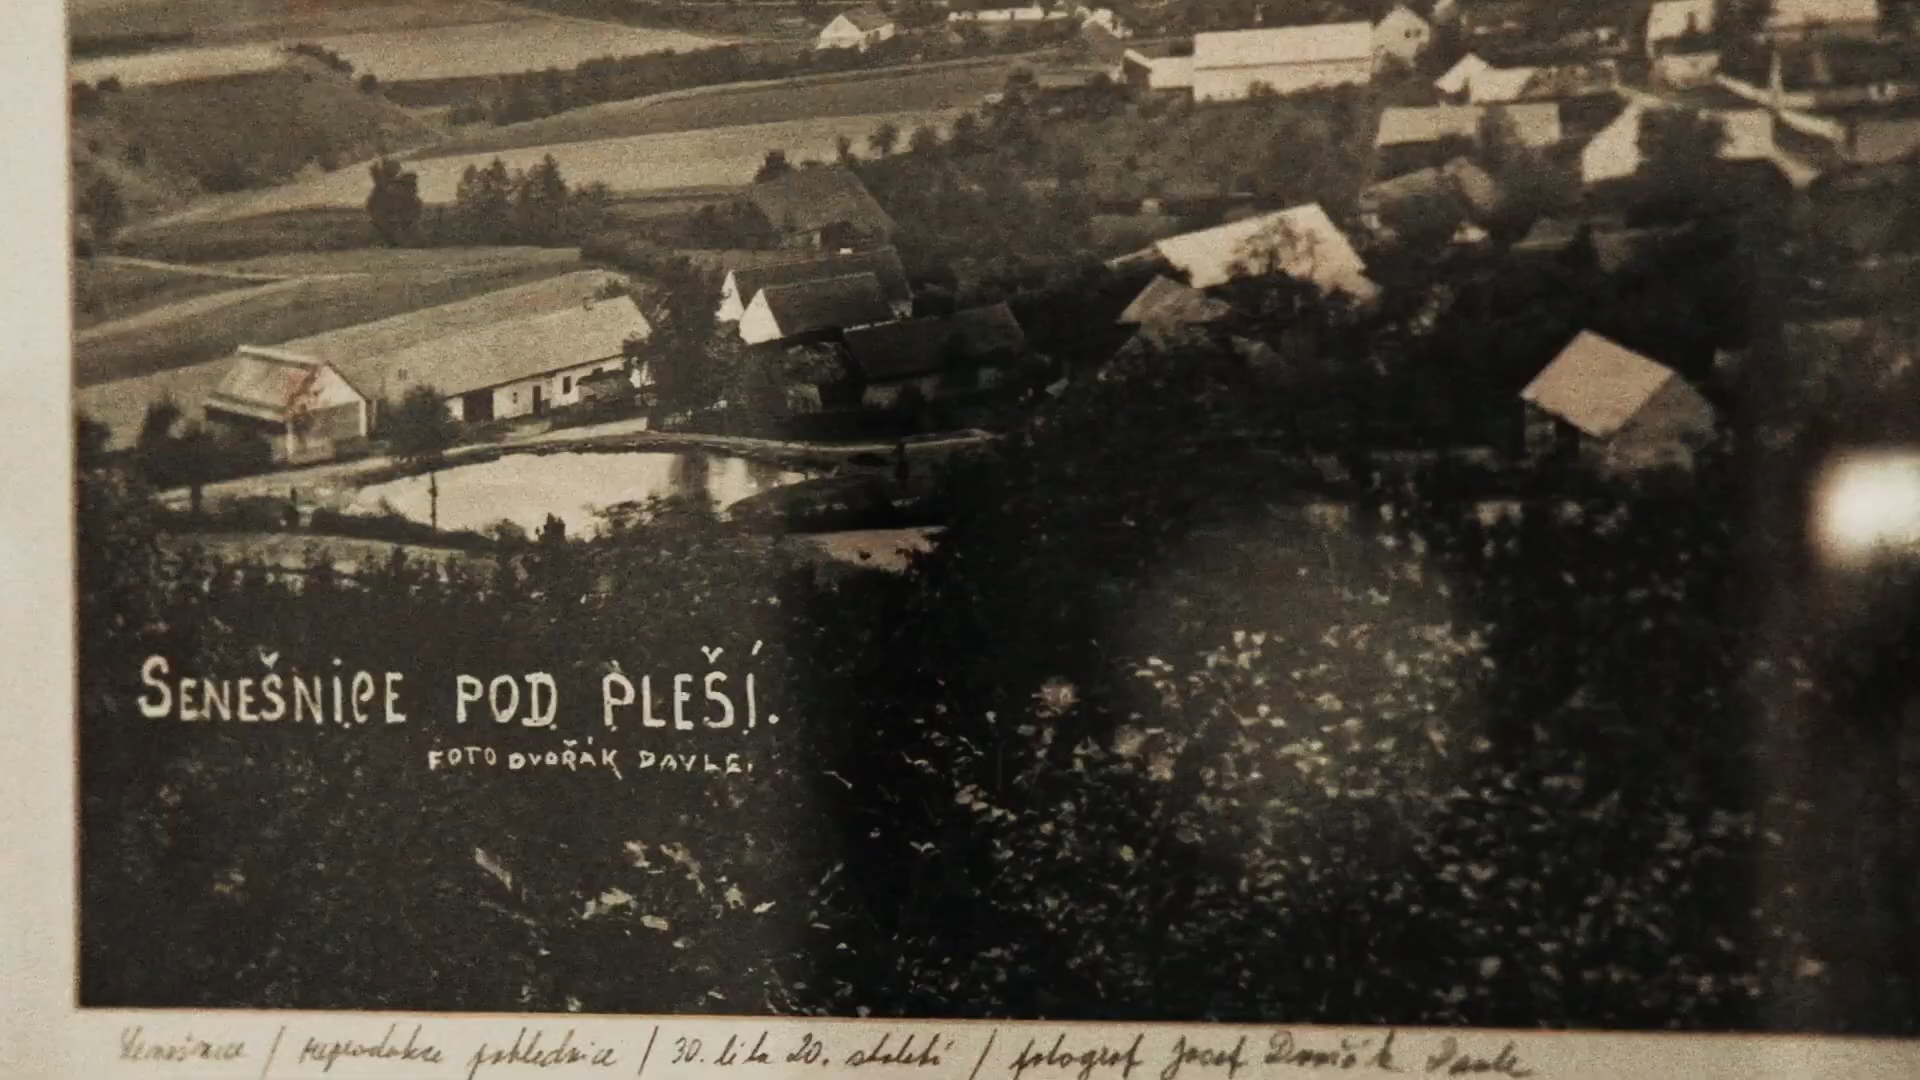 SENEŠNICE POD PLEŠÍ.
FOTO DVOŘÁK DAVLE.
Senešnice / reprodukce pohlednice / 30. léta 20. století / fotograf Josef Dvořák Davle